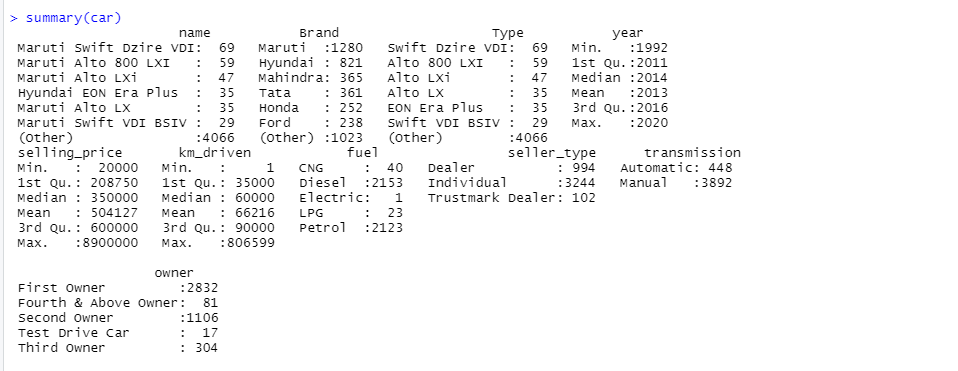 > summary(car)
                     name          Brand                        Type          year
 Maruti Swift Dzire VDI:  69   Maruti  :1280   Swift Dzire VDI:  69   Min.   :1992
 Maruti Alto 800 LXI   :  59   Hyundai : 821   Alto 800 LXI   :  59   1st Qu.:2011
 Maruti Alto LXi       :  47   Mahindra: 365   Alto LXi       :  47   Median :2014
 Hyundai EON Era Plus  :  35   Tata    : 361   Alto LX        :  35   Mean   :2013
 Maruti Alto LX        :  35   Honda   : 252   EON Era Plus   :  35   3rd Qu.:2016
 Maruti Swift VDI BSIV :  29   Ford    : 238   Swift VDI BSIV :  29   Max.   :2020
 (Other)               :4066   (Other) :1023   (Other)        :4066
 selling_price       km_driven            fuel                seller_type      transmission
 Min.   :  20000   Min.   :     1   CNG     :  40   Dealer          : 994   Automatic: 448
 1st Qu.: 208750   1st Qu.: 35000   Diesel  :2153   Individual      :3244   Manual   :3892
 Median : 350000   Median : 60000   Electric:   1   Trustmark Dealer: 102
 Mean   : 504127   Mean   : 66216   LPG     :  23
 3rd Qu.: 600000   3rd Qu.: 90000   Petrol  :2123
 Max.   :8900000   Max.   :806599
                  owner
 First Owner         :2832
 Fourth & Above Owner:  81
 Second Owner        :1106
 Test Drive Car      :  17
 Third Owner         : 304